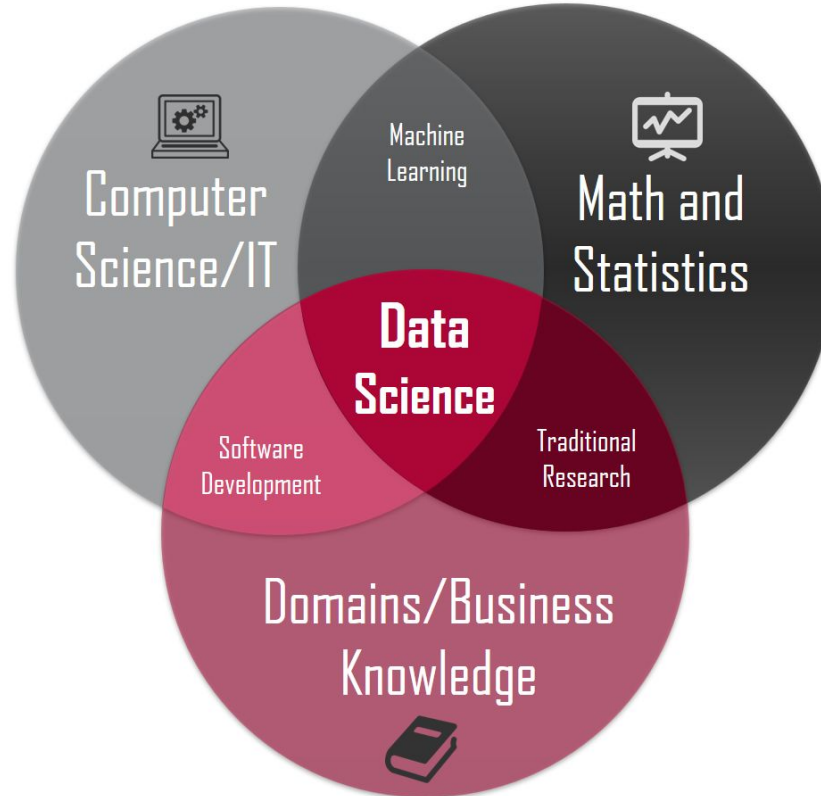 Machine
Learning
Computer
Science/IT
Math and
Statistics
Data
Science
Software
Development
Traditional
Research
Domains/Business
Knowledge